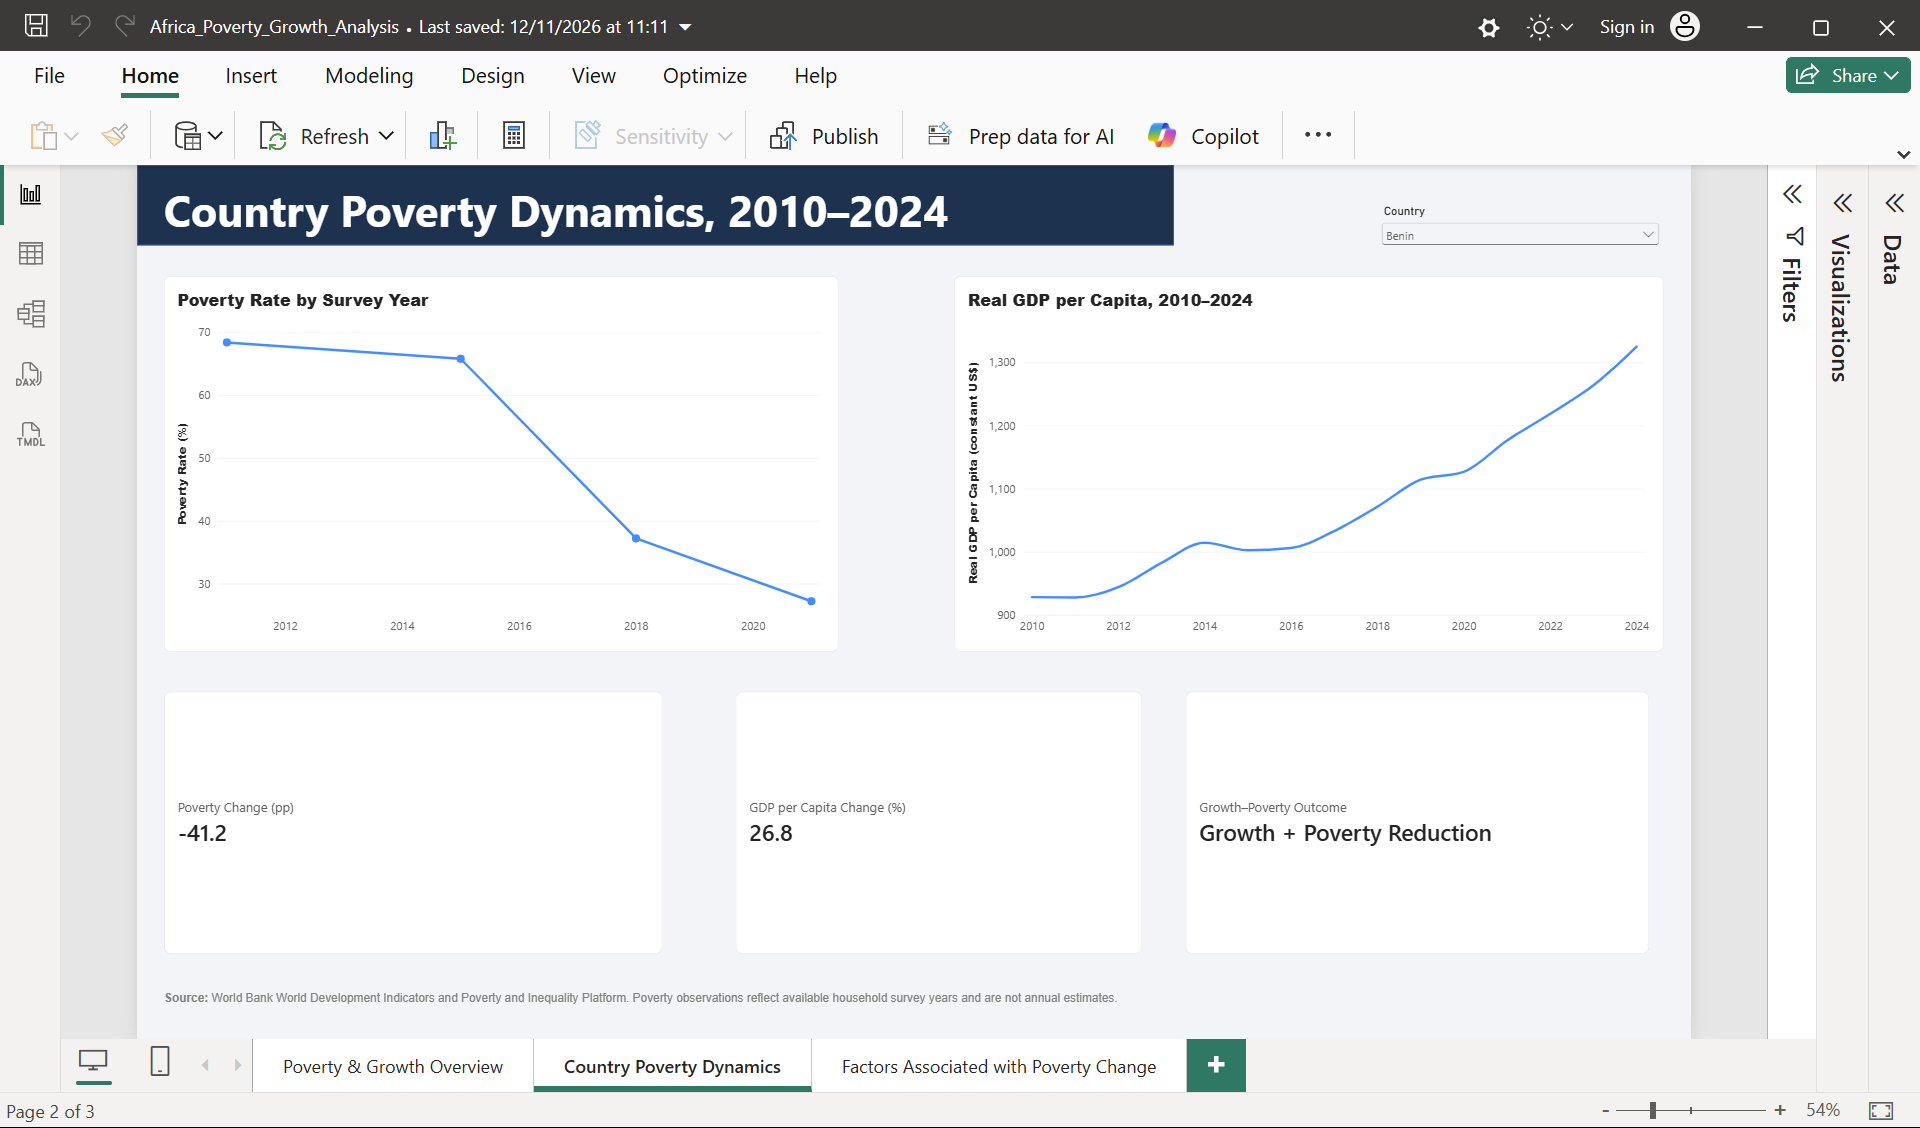 Africa_Poverty_Growth_Analysis • Last saved: 12/11/2026 at 11:11
Sign in
File Home Insert Modeling Design View Optimize Help
Share
Refresh
Sensitivity
Publish
Prep data for AI
Copilot
DAX
TMDL
Country Poverty Dynamics, 2010–2024
Country
Benin
Poverty Rate by Survey Year
Poverty Rate (%)
70
60
50
40
30
2012 2014 2016 2018 2020
Real GDP per Capita, 2010–2024
Real GDP per Capita (constant US$)
1,300
1,200
1,100
1,000
900
2010 2012 2014 2016 2018 2020 2022 2024
Poverty Change (pp)
-41.2
GDP per Capita Change (%)
26.8
Growth–Poverty Outcome
Growth + Poverty Reduction
Source: World Bank World Development Indicators and Poverty and Inequality Platform. Poverty observations reflect available household survey years and are not annual estimates.
Filters
Visualizations
Data
Poverty & Growth Overview
Country Poverty Dynamics
Factors Associated with Poverty Change
+
Page 2 of 3
- + 54%